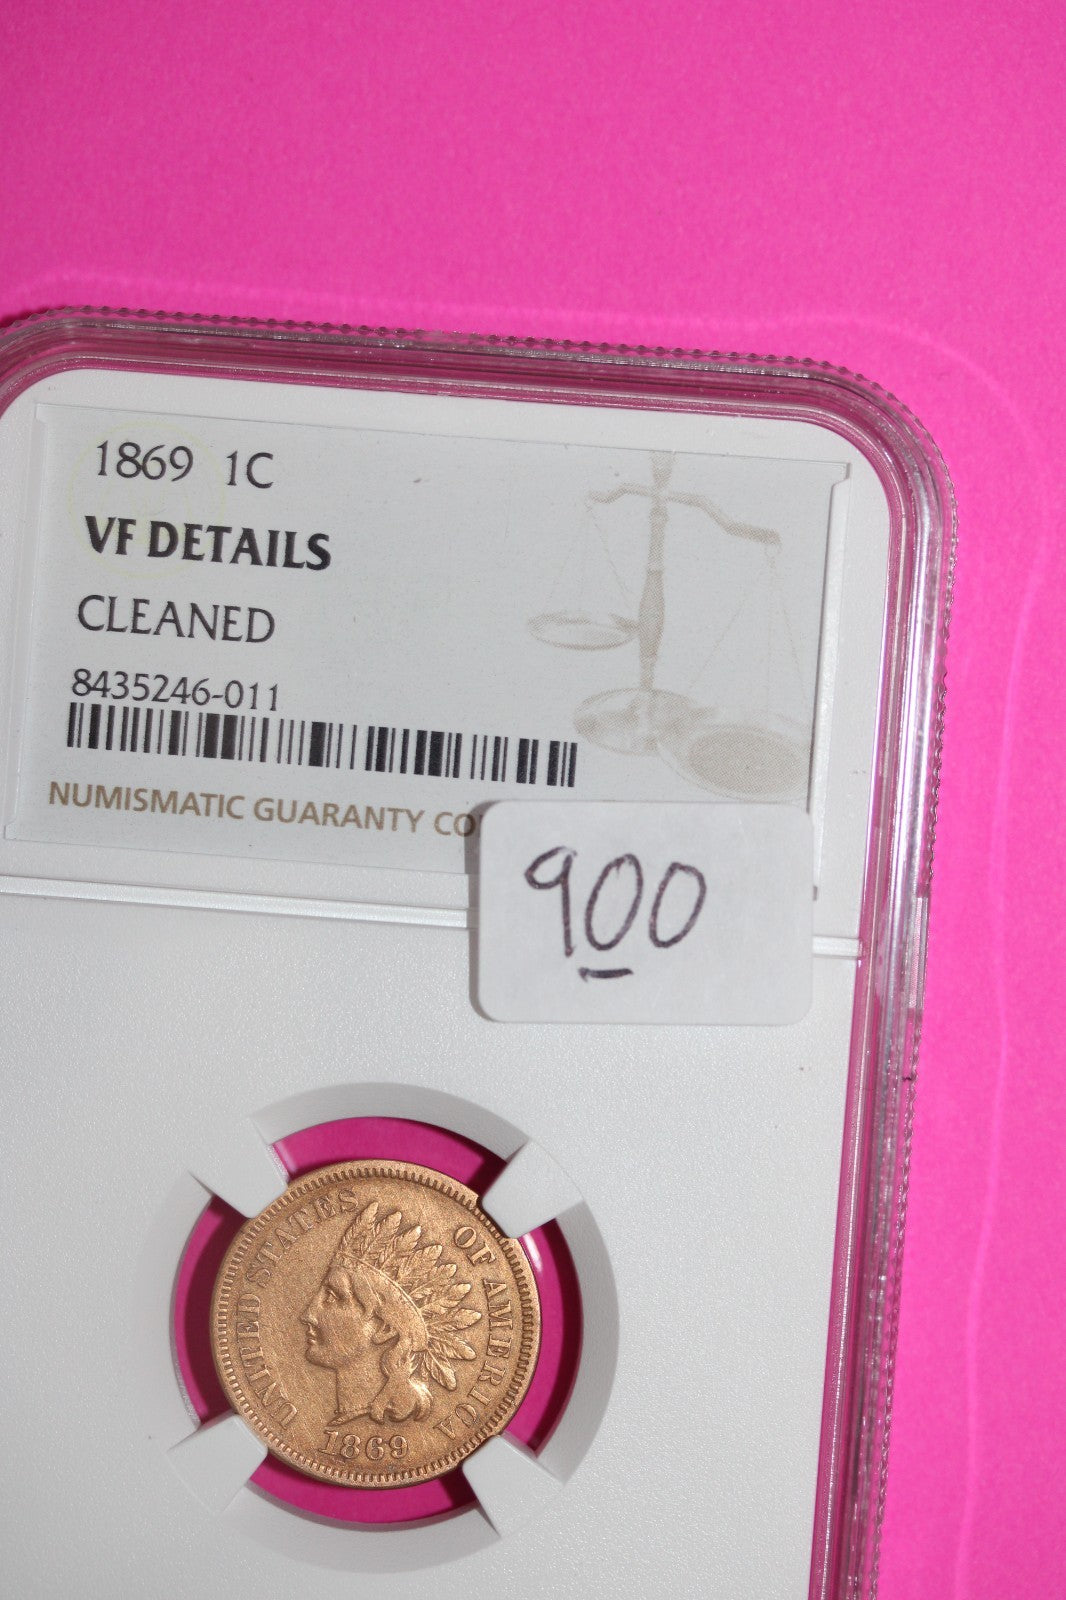 1869 1C
VF DETAILS
CLEANED
8435246-011
NUMISMATIC GUARANTY CO
900
UNITED STATES OF AMERICA
1869